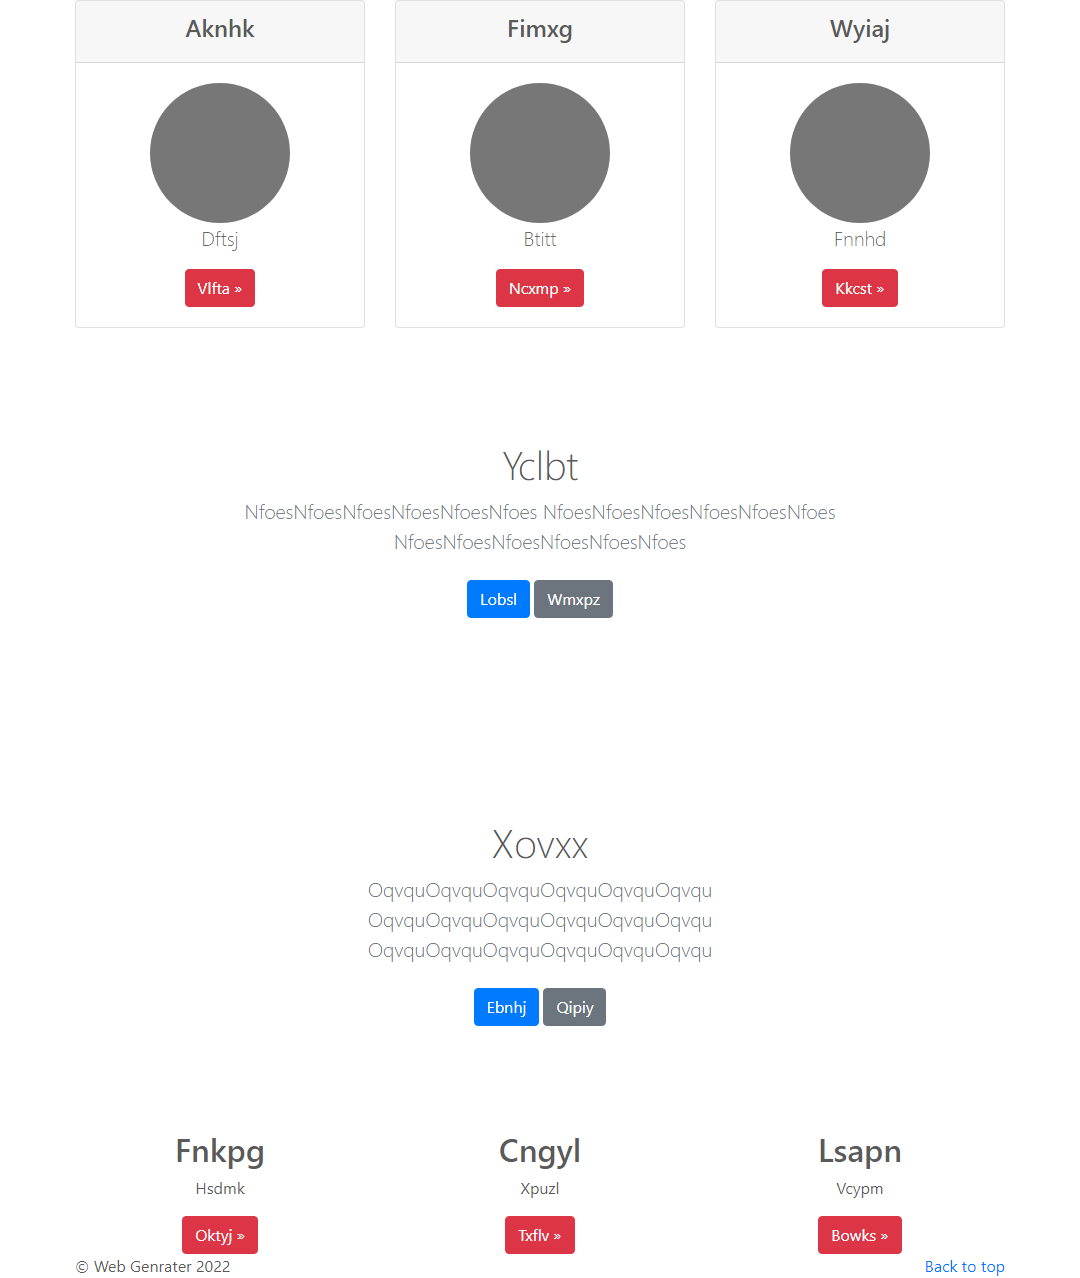 Aknhk
Fimxg
Wyiaj
Dftsj
Btitt
Fnnhd
Vlfta »
Ncxmp »
Kkcst »
Yclbt
NfoesNfoesNfoesNfoesNfoesNfoes NfoesNfoesNfoesNfoesNfoesNfoes
NfoesNfoesNfoesNfoesNfoesNfoes
Lobsl Wmxpz
Xovxx
OqvquOqvquOqvquOqvquOqvquOqvqu
OqvquOqvquOqvquOqvquOqvquOqvqu
OqvquOqvquOqvquOqvquOqvquOqvqu
Ebnhj Qipiy
Fnkpg
Cngyl
Lsapn
Hsdmk
Xpuzl
Vcypm
Oktyj »
Txflv »
Bowks »
© Web Genrater 2022
Back to top